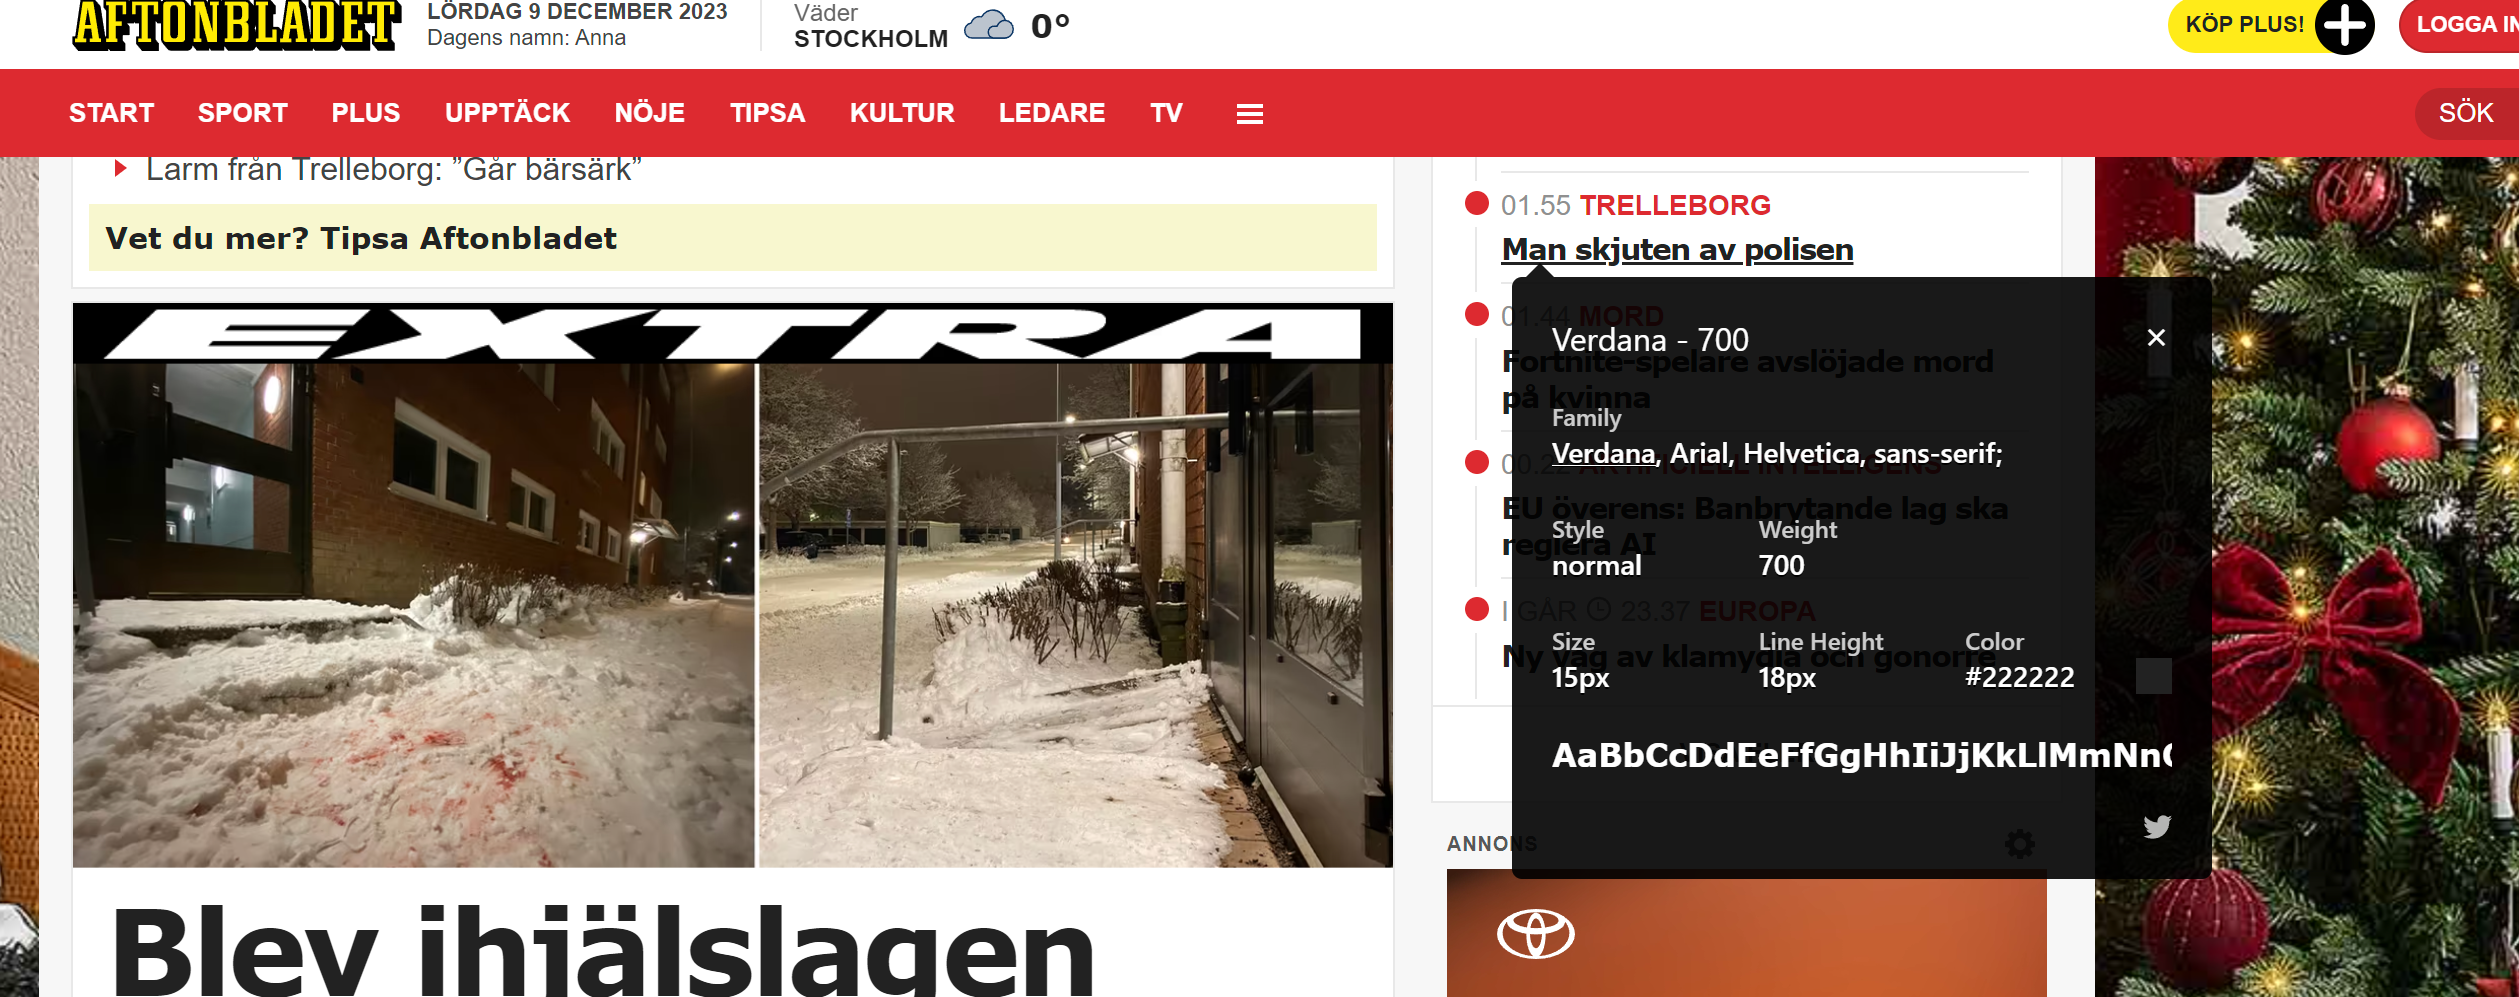 AFTONBLADET
LÖRDAG 9 DECEMBER 2023
Dagens namn: Anna
Väder
STOCKHOLM
0°
KÖP PLUS!
LOGGA IN
START SPORT PLUS UPPTÄCK NÖJE TIPSA KULTUR LEDARE TV
SÖK
Larm från Trelleborg: ”Går bärsärk”
Vet du mer? Tipsa Aftonbladet
EXTRA
Blev ihjälslagen
01.55 TRELLEBORG
Man skjuten av polisen
01.44 MORD
Fortnite-spelare avslöjade mord
på kvinna
ARTIFICIELL INTELLIGENS
EU överens: Banbrytande lag ska
reglera AI
I GÅR 23.37 EUROPA
Ny våg av klamydia och gonorré
Verdana - 700
Family
Verdana, Arial, Helvetica, sans-serif;
Style Weight
normal 700
Size Line Height Color
15px 18px #222222
AaBbCcDdEeFfGgHhIiJjKkLlMmNn
ANNONS